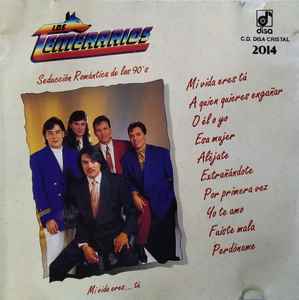 LOS
TEMERARIOS
Seducción Romántica de los 90's
disa
C.D. DISA CRISTAL
2014
Mi vida eres tú
A quien quieres engañar
O él o yo
Esa mujer
Aléjate
Extrañándote
Por primera vez
Yo te amo
Fuiste mala
Perdóname
Mi vida eres...tú